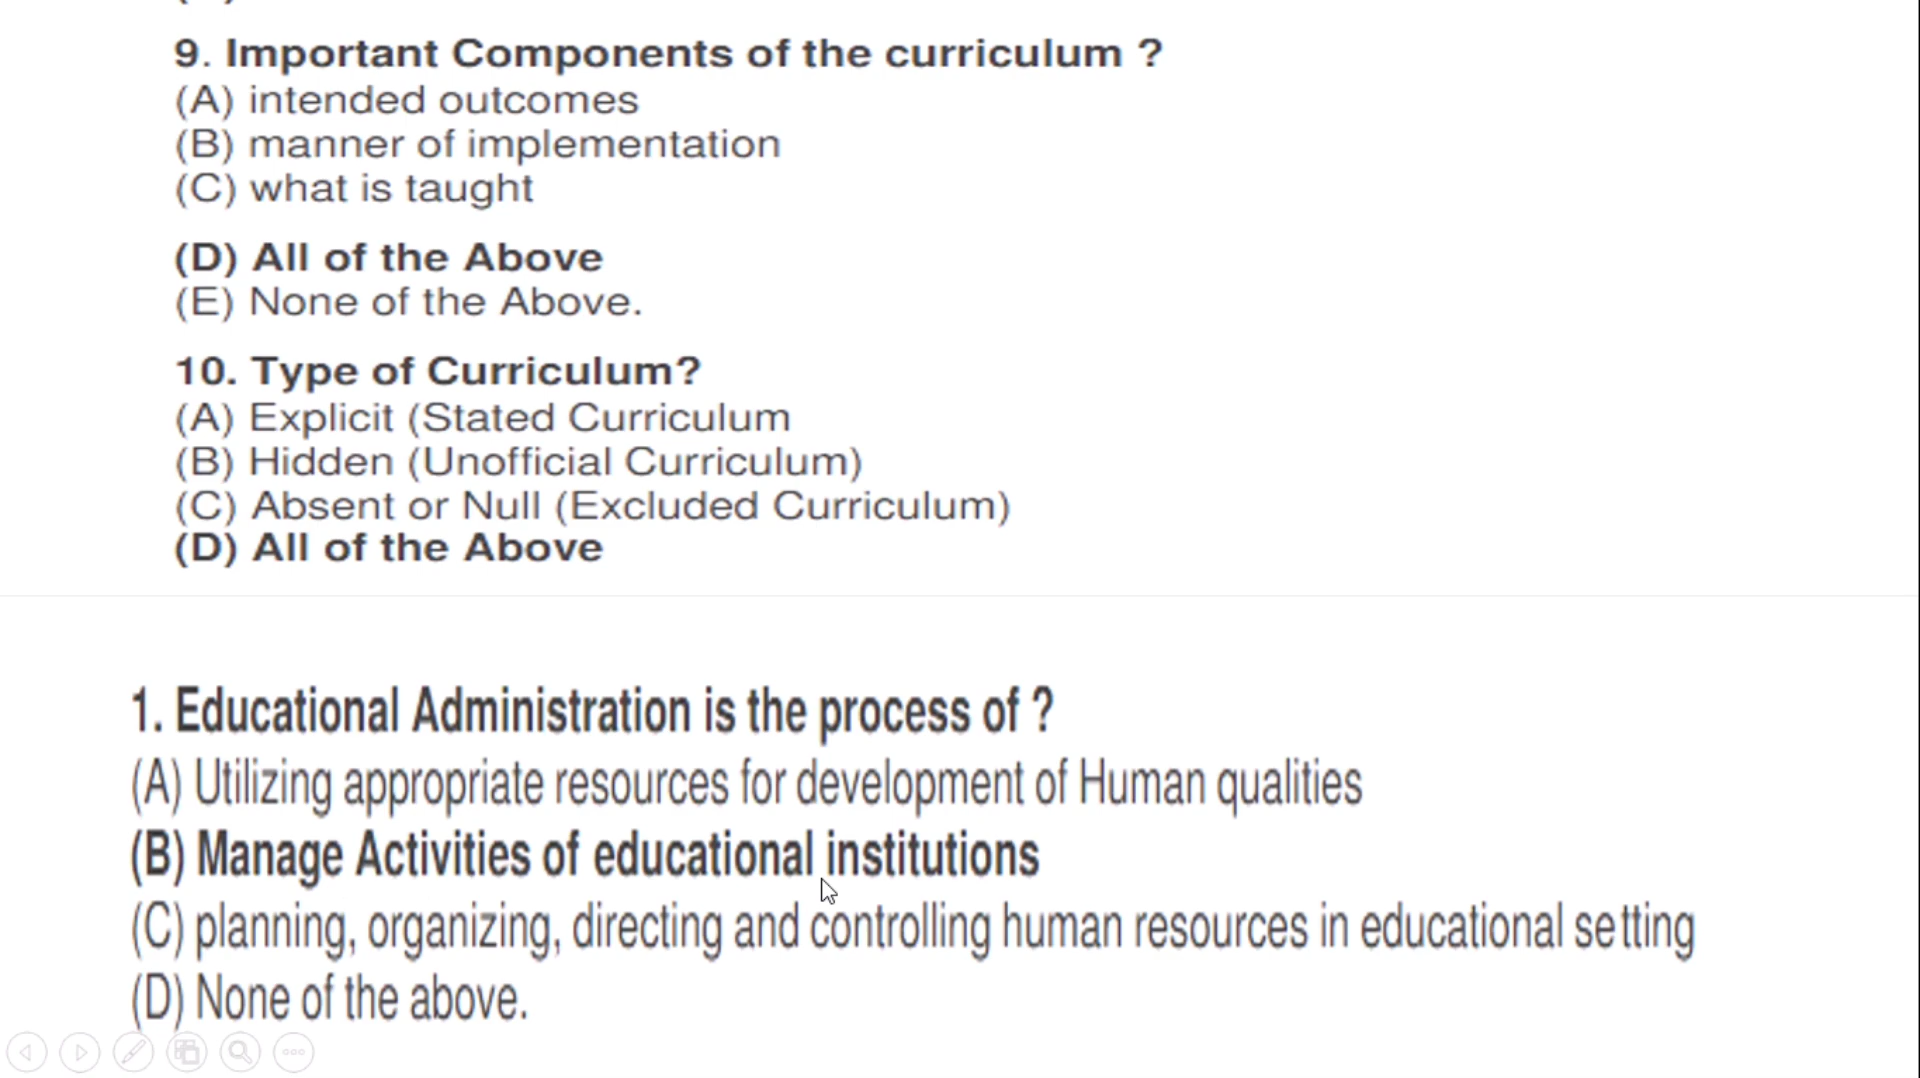 9. Important Components of the curriculum ?
(A) intended outcomes
(B) manner of implementation
(C) what is taught
(D) All of the Above
(E) None of the Above.
10. Type of Curriculum?
(A) Explicit (Stated Curriculum
(B) Hidden (Unofficial Curriculum)
(C) Absent or Null (Excluded Curriculum)
(D) All of the Above
1. Educational Administration is the process of ?
(A) Utilizing appropriate resources for development of Human qualities
(B) Manage Activities of educational institutions
(C) planning, organizing, directing and controlling human resources in educational setting
(D) None of the above.